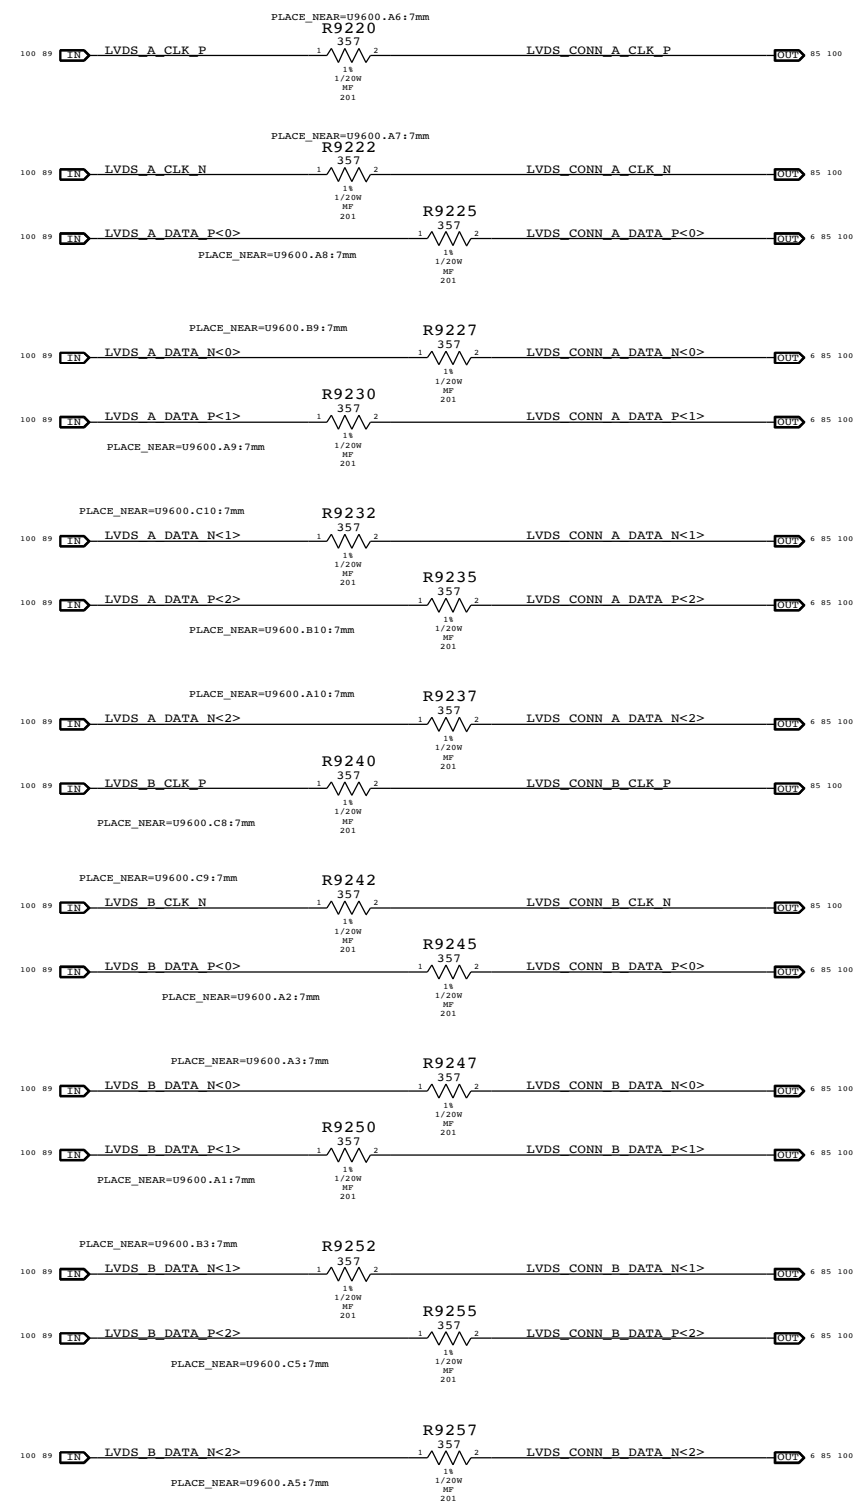 PLACE_NEAR=U9600.A6:7mm
R9220
357
100 89 IN LVDS_A_CLK_P 1 2 LVDS_CONN_A_CLK_P OUT 85 100
1%
1/20W
MF
201
PLACE_NEAR=U9600.A7:7mm
R9222
357
100 89 IN LVDS_A_CLK_N 1 2 LVDS_CONN_A_CLK_N OUT 85 100
1%
1/20W
MF
201
R9225
357
100 89 IN LVDS_A_DATA_P<0> 1 2 LVDS_CONN_A_DATA_P<0> OUT 6 85 100
PLACE_NEAR=U9600.A8:7mm
1%
1/20W
MF
201
PLACE_NEAR=U9600.B9:7mm
R9227
357
100 89 IN LVDS_A_DATA_N<0> 1 2 LVDS_CONN_A_DATA_N<0> OUT 6 85 100
1%
1/20W
MF
201
R9230
357
100 89 IN LVDS_A_DATA_P<1> 1 2 LVDS_CONN_A_DATA_P<1> OUT 6 85 100
PLACE_NEAR=U9600.A9:7mm
1%
1/20W
MF
201
PLACE_NEAR=U9600.C10:7mm
R9232
357
100 89 IN LVDS_A_DATA_N<1> 1 2 LVDS_CONN_A_DATA_N<1> OUT 6 85 100
1%
1/20W
MF
201
R9235
357
100 89 IN LVDS_A_DATA_P<2> 1 2 LVDS_CONN_A_DATA_P<2> OUT 6 85 100
PLACE_NEAR=U9600.B10:7mm
1%
1/20W
MF
201
PLACE_NEAR=U9600.A10:7mm
R9237
357
100 89 IN LVDS_A_DATA_N<2> 1 2 LVDS_CONN_A_DATA_N<2> OUT 6 85 100
1%
1/20W
MF
201
R9240
357
100 89 IN LVDS_B_CLK_P 1 2 LVDS_CONN_B_CLK_P OUT 85 100
PLACE_NEAR=U9600.C8:7mm
1%
1/20W
MF
201
PLACE_NEAR=U9600.C9:7mm
R9242
357
100 89 IN LVDS_B_CLK_N 1 2 LVDS_CONN_B_CLK_N OUT 85 100
1%
1/20W
MF
201
R9245
357
100 89 IN LVDS_B_DATA_P<0> 1 2 LVDS_CONN_B_DATA_P<0> OUT 6 85 100
PLACE_NEAR=U9600.A2:7mm
1%
1/20W
MF
201
PLACE_NEAR=U9600.A3:7mm
R9247
357
100 89 IN LVDS_B_DATA_N<0> 1 2 LVDS_CONN_B_DATA_N<0> OUT 6 85 100
1%
1/20W
MF
201
R9250
357
100 89 IN LVDS_B_DATA_P<1> 1 2 LVDS_CONN_B_DATA_P<1> OUT 6 85 100
PLACE_NEAR=U9600.A1:7mm
1%
1/20W
MF
201
PLACE_NEAR=U9600.B3:7mm
R9252
357
100 89 IN LVDS_B_DATA_N<1> 1 2 LVDS_CONN_B_DATA_N<1> OUT 6 85 100
1%
1/20W
MF
201
R9255
357
100 89 IN LVDS_B_DATA_P<2> 1 2 LVDS_CONN_B_DATA_P<2> OUT 6 85 100
PLACE_NEAR=U9600.C5:7mm
1%
1/20W
MF
201
R9257
357
100 89 IN LVDS_B_DATA_N<2> 1 2 LVDS_CONN_B_DATA_N<2> OUT 6 85 100
PLACE_NEAR=U9600.A5:7mm
1%
1/20W
MF
201